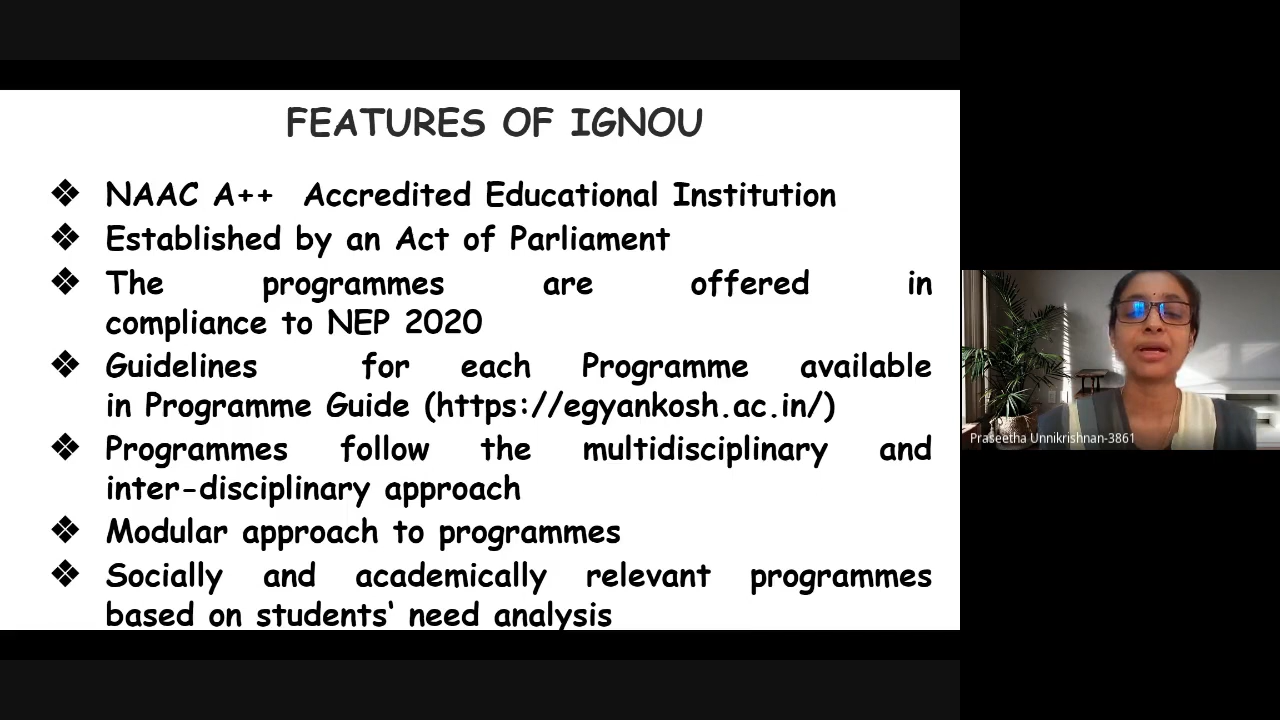 FEATURES OF IGNOU
❖ NAAC A++ Accredited Educational Institution
❖ Established by an Act of Parliament
❖ The programmes are offered in
compliance to NEP 2020
❖ Guidelines for each Programme available
in Programme Guide (https://egyankosh.ac.in/)
❖ Programmes follow the multidisciplinary and
inter-disciplinary approach
❖ Modular approach to programmes
❖ Socially and academically relevant programmes
based on students‘ need analysis
Praseetha Unnikrishnan-3861